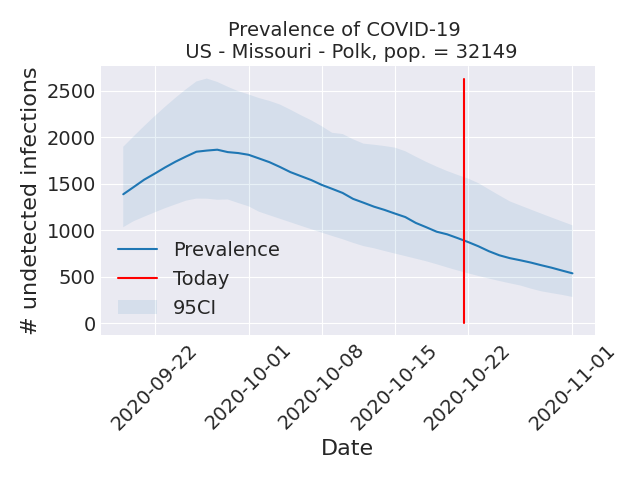 Prevalence of COVID-19
US - Missouri - Polk, pop. = 32149
# undetected infections
2500
2000
1500
1000
500
0
Prevalence
Today
95CI
2020-09-22
2020-10-01
2020-10-08
2020-10-15
2020-10-22
2020-11-01
Date